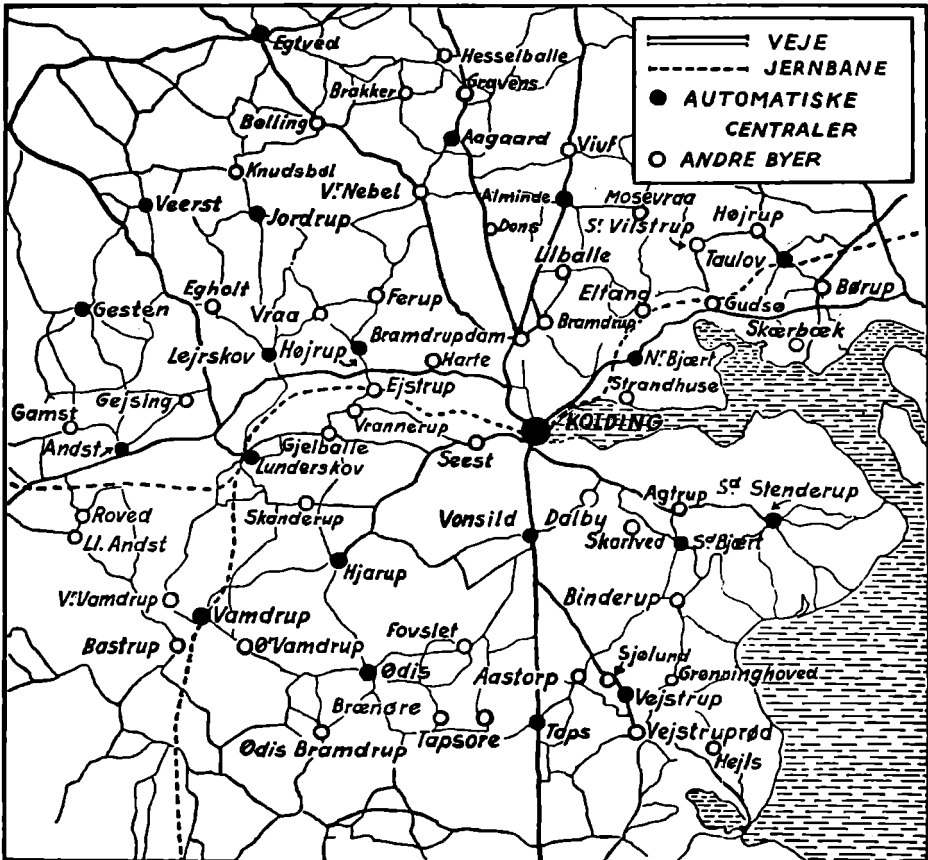 VEJE
JERNBANE
AUTOMATISKE
CENTRALER
ANDRE BYER
Egtved
Hesselballe
Brakker
Gravens
Bølling
Aagaard
Viuf
Knudsbøl
Vr. Nebel
Alminde
Mosevraa
Veerst
Jordrup
Dons
St. Vilstrup
Højrup
Taulov
Ulballe
Eltang
Børup
Egholt
Ferup
Gudsø
Gesten
Vraa
Bramdrupdam
Bramdrup
Skærbæk
Lejrskov
Højrup
Harte
Nr. Bjært
Ejstrup
Strandhuse
Gejsing
Gamst
Vrannerup
KOLDING
Andst
Gjelballe
Lunderskov
Seest
Agtrup
Sd. Stenderup
Roved
Skanderup
Vonsild
Dalby
Ll. Andst
Skartved
Sd. Bjært
Hjarup
Vr. Vamdrup
Binderup
Vamdrup
Bastrup
Ør. Vamdrup
Fovslet
Sjølund
Ødis
Aastorp
Grønninghoved
Vejstrup
Brænøre
Ødis Bramdrup
Tapsøre
Taps
Vejstruprød
Hejls